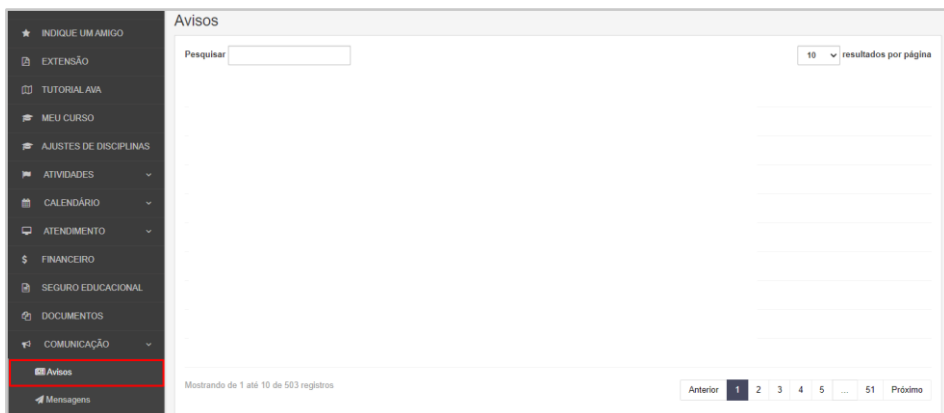 INDIQUE UM AMIGO
EXTENSÃO
TUTORIAL AVA
MEU CURSO
AJUSTES DE DISCIPLINAS
ATIVIDADES
CALENDÁRIO
ATENDIMENTO
FINANCEIRO
SEGURO EDUCACIONAL
DOCUMENTOS
COMUNICAÇÃO
Avisos
Mensagens
Avisos
Pesquisar
10 resultados por página
Mostrando de 1 até 10 de 503 registros
Anterior 1 2 3 4 5 ... 51 Próximo